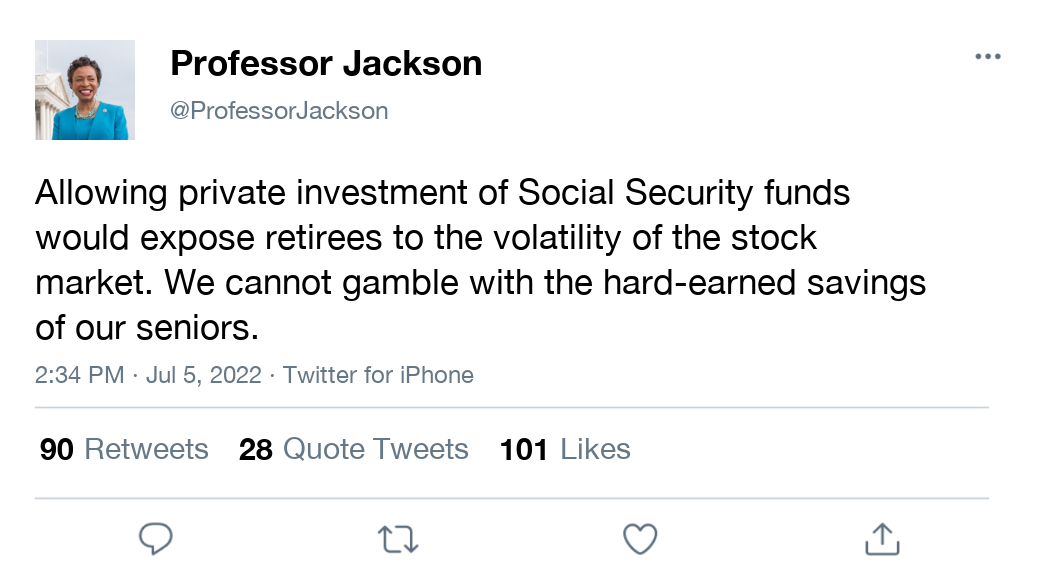 Professor Jackson
@ProfessorJackson
Allowing private investment of Social Security funds
would expose retirees to the volatility of the stock
market. We cannot gamble with the hard-earned savings
of our seniors.
2:34 PM · Jul 5, 2022 · Twitter for iPhone
90 Retweets 28 Quote Tweets 101 Likes